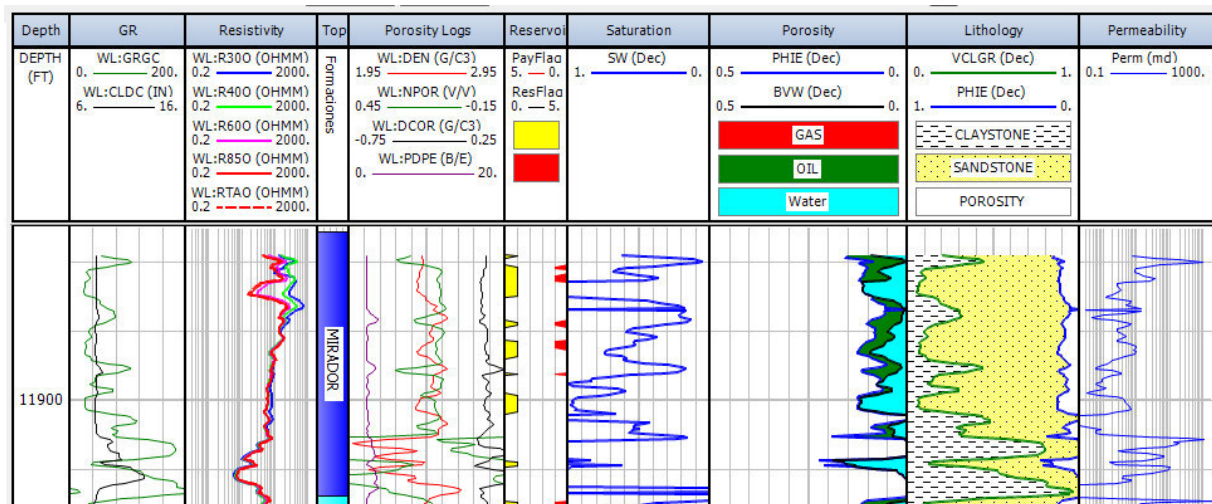 Depth GR Resistivity Top Porosity Logs Reservoi Saturation Porosity Lithology Permeability
DEPTH
(FT)
WL:GRGC
0. 200.
WL:CLDC (IN)
6. 16.
WL:R30O (OHMM)
0.2 2000.
WL:R40O (OHMM)
0.2 2000.
WL:R60O (OHMM)
0.2 2000.
WL:R85O (OHMM)
0.2 2000.
WL:RTAO (OHMM)
0.2 2000.
Formaciones
WL:DEN (G/C3)
1.95 2.95
WL:NPOR (V/V)
0.45 -0.15
WL:DCOR (G/C3)
-0.75 0.25
WL:PDPE (B/E)
0. 20.
PayFlag
5. 0.
ResFlag
0. 5.
SW (Dec)
1. 0.
PHIE (Dec)
0.5 0.
BVW (Dec)
0.5 0.
GAS
OIL
Water
VCLGR (Dec)
0. 1.
PHIE (Dec)
1. 0.
CLAYSTONE
SANDSTONE
POROSITY
Perm (md)
0.1 1000.
MIRADOR
11900